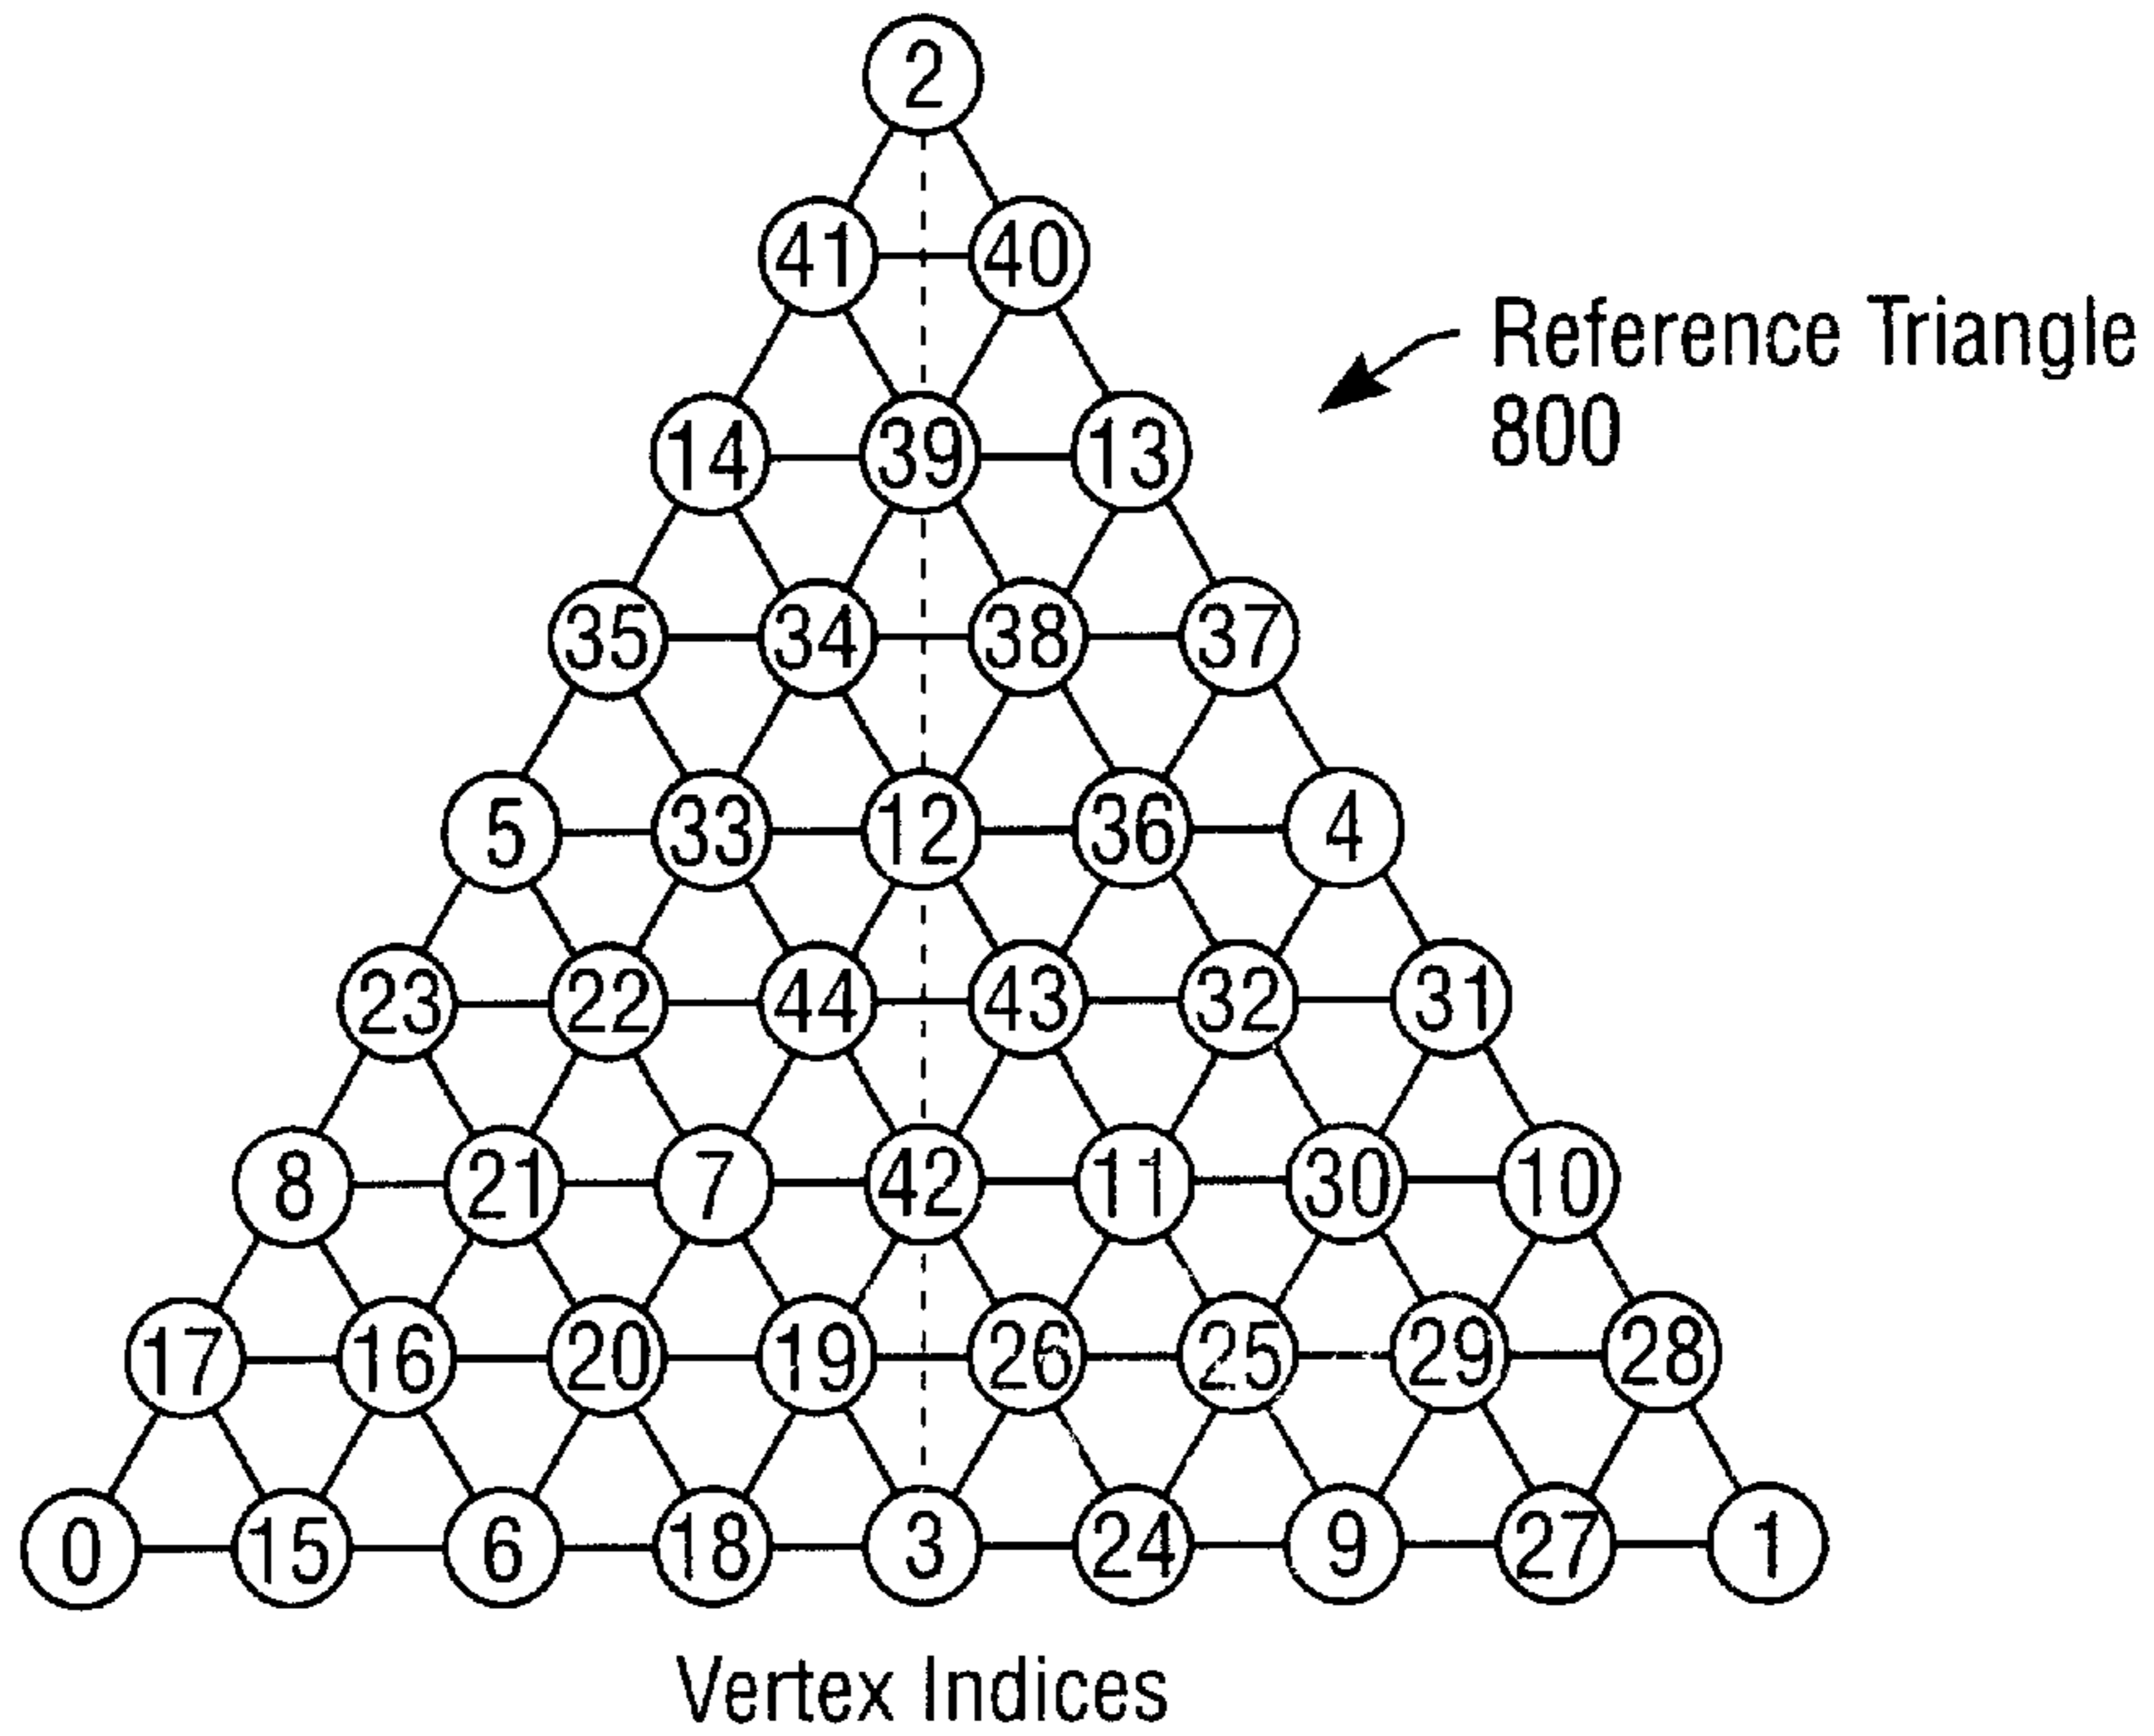 2
41 40
Reference Triangle
800
14 39 13
35 34 38 37
5 33 12 36 4
23 22 44 43 32 31
8 21 7 42 11 30 10
17 16 20 19 26 25 29 28
0 15 6 18 3 24 9 27 1
Vertex Indices